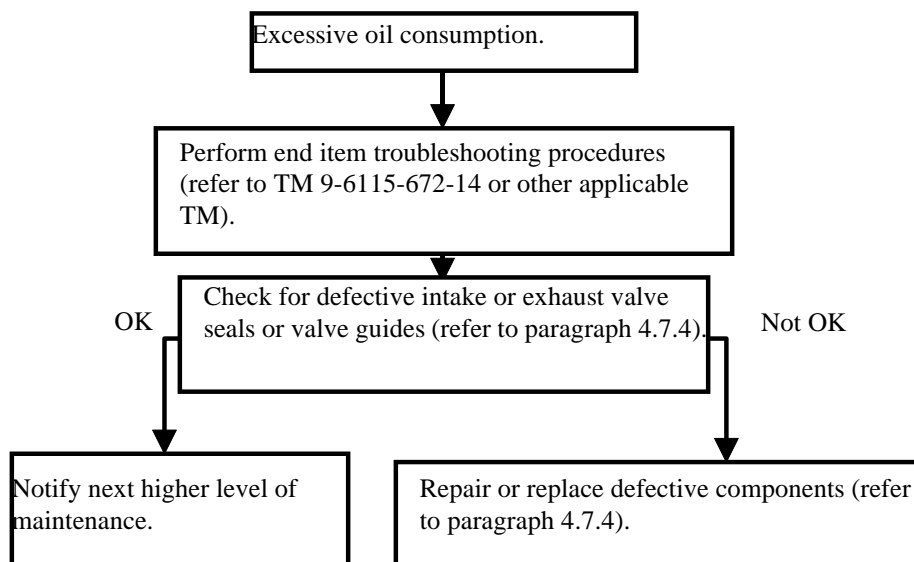 Excessive oil consumption.
Perform end item troubleshooting procedures
(refer to TM 9-6115-672-14 or other applicable
TM).
Check for defective intake or exhaust valve
seals or valve guides (refer to paragraph 4.7.4).
OK
Not OK
Notify next higher level of
maintenance.
Repair or replace defective components (refer
to paragraph 4.7.4).